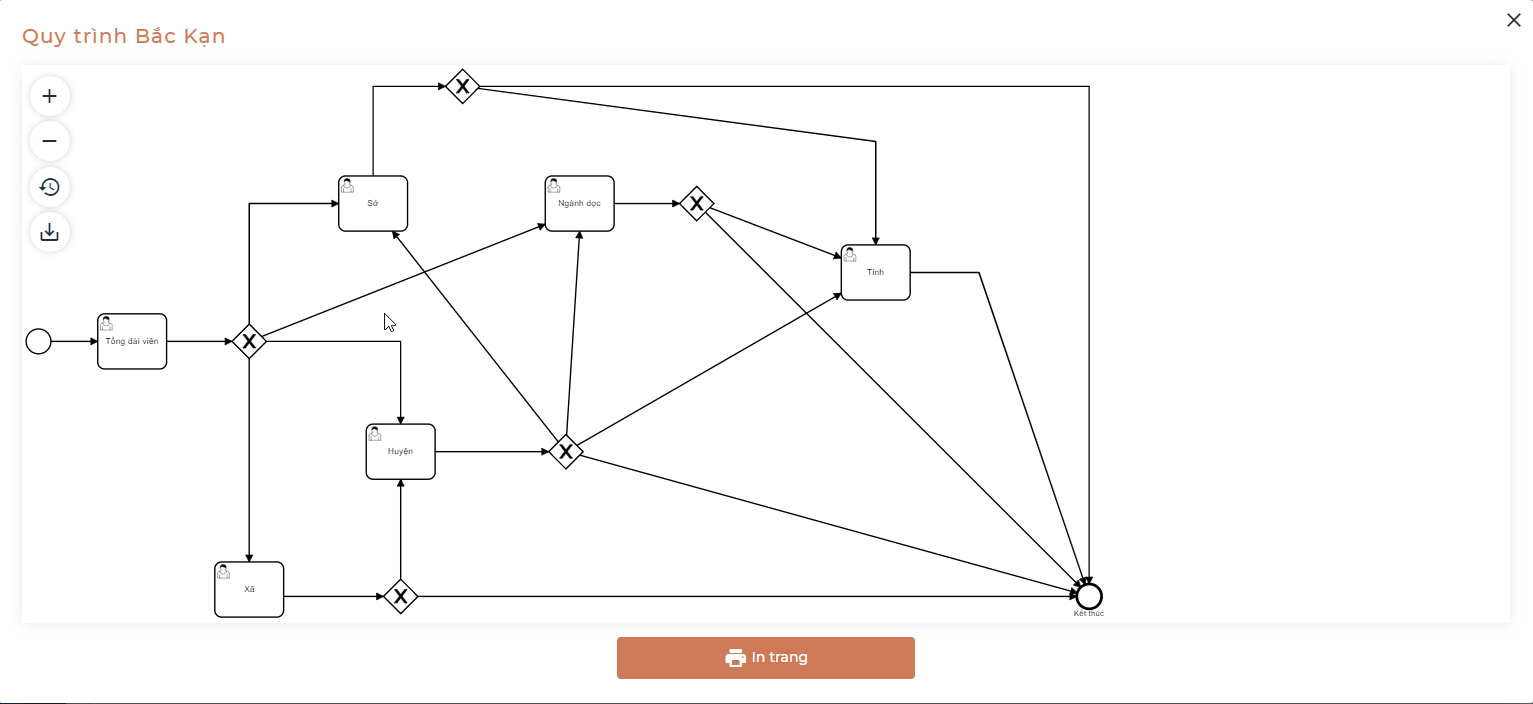 Quy trình Bắc Kạn
Sở
Ngành dọc
Tỉnh
Tổng đài viên
Huyện
Xã
Kết thúc
In trang